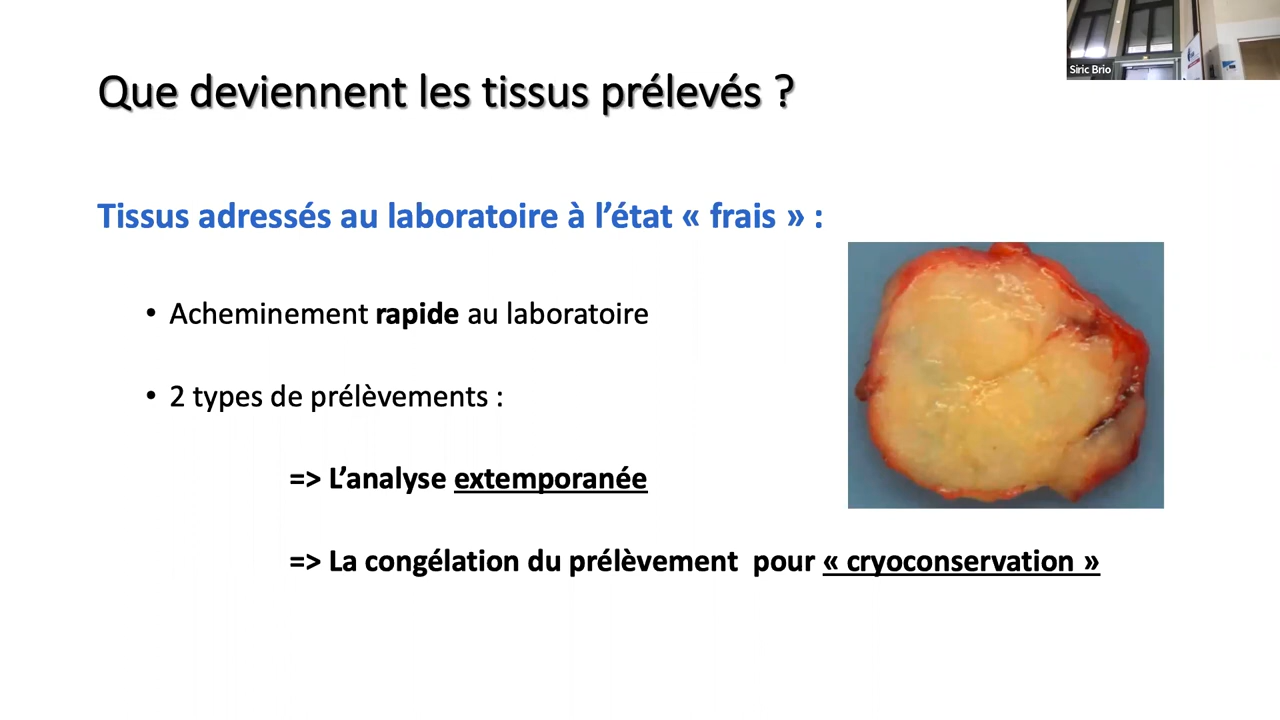 Siric Brio
Que deviennent les tissus prélevés ?
Tissus adressés au laboratoire à l’état « frais » :
• Acheminement rapide au laboratoire
• 2 types de prélèvements :
=> L’analyse extemporanée
=> La congélation du prélèvement pour « cryoconservation »